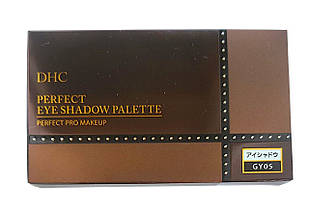 DHC
PERFECT
EYE SHADOW PALETTE
PERFECT PRO MAKEUP
アイシャドウ
GY05